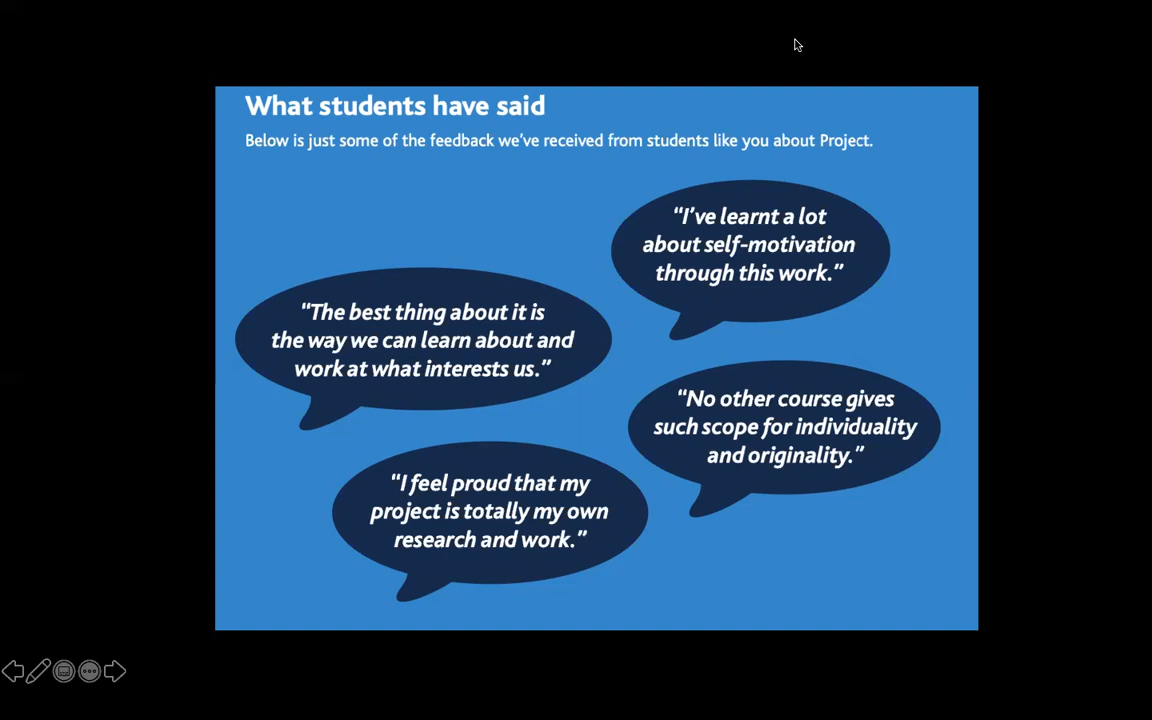 What students have said
Below is just some of the feedback we've received from students like you about Project.
“I've learnt a lot
about self-motivation
through this work.”
“The best thing about it is
the way we can learn about and
work at what interests us.”
“No other course gives
such scope for individuality
and originality.”
“I feel proud that my
project is totally my own
research and work.”